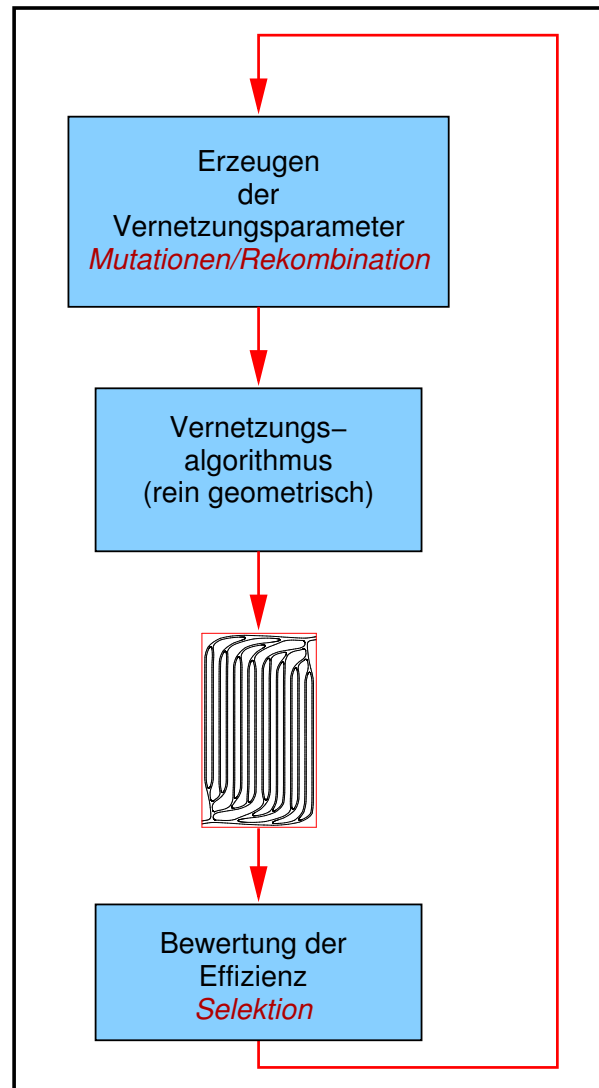 Erzeugen
der
Vernetzungsparameter
Mutationen/Rekombination
Vernetzungs−
algorithmus
(rein geometrisch)
Bewertung der
Effizienz
Selektion